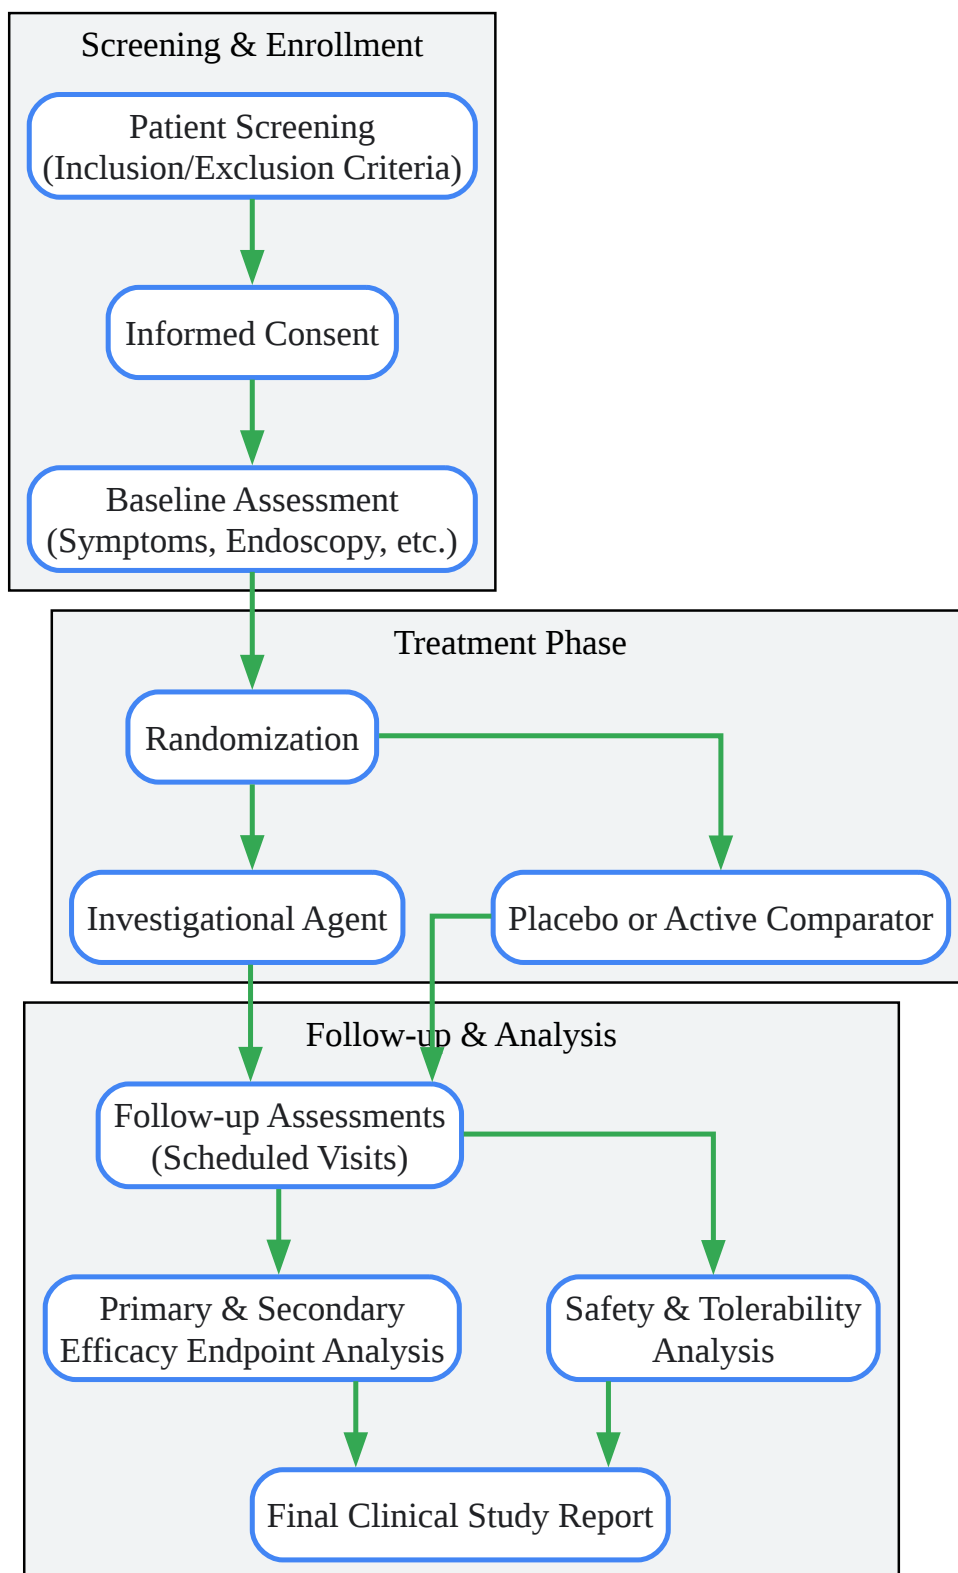 Screening & Enrollment
Patient Screening
(Inclusion/Exclusion Criteria)
Informed Consent
Baseline Assessment
(Symptoms, Endoscopy, etc.)
Treatment Phase
Randomization
Investigational Agent
Placebo or Active Comparator
Follow-up & Analysis
Follow-up Assessments
(Scheduled Visits)
Primary & Secondary
Efficacy Endpoint Analysis
Safety & Tolerability
Analysis
Final Clinical Study Report